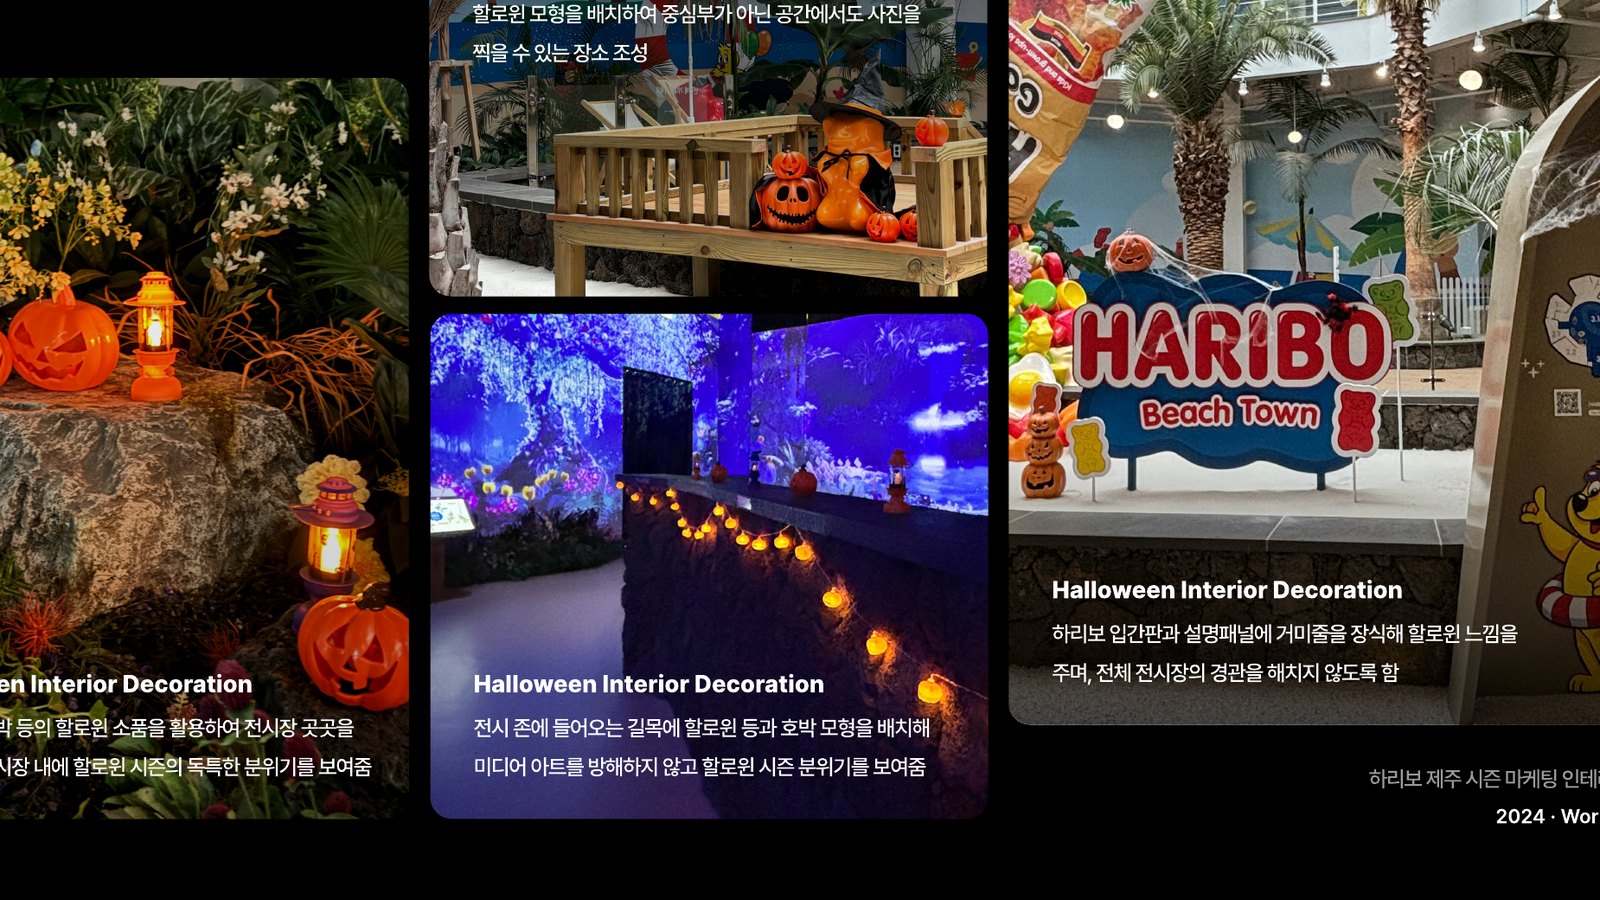 할로윈 모형을 배치하여 중심부가 아닌 공간에서도 사진을
찍을 수 있는 장소 조성
en Interior Decoration
박 등의 할로윈 소품을 활용하여 전시장 곳곳을
시장 내에 할로윈 시즌의 독특한 분위기를 보여줌
Halloween Interior Decoration
전시 존에 들어오는 길목에 할로윈 등과 호박 모형을 배치해
미디어 아트를 방해하지 않고 할로윈 시즌 분위기를 보여줌
HARIBO
Beach Town
Halloween Interior Decoration
하리보 입간판과 설명패널에 거미줄을 장식해 할로윈 느낌을
주며, 전체 전시장의 경관을 해치지 않도록 함
하리보 제주 시즌 마케팅 인테
2024 · Wor